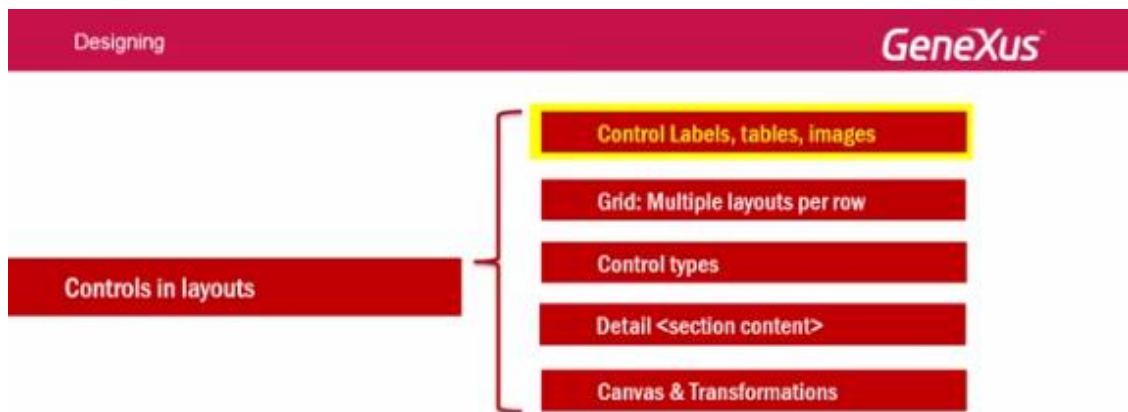 Designing
GeneXus
Control Labels, tables, images
Grid: Multiple layouts per row
Control types
Controls in layouts
Detail <section content>
Canvas & Transformations